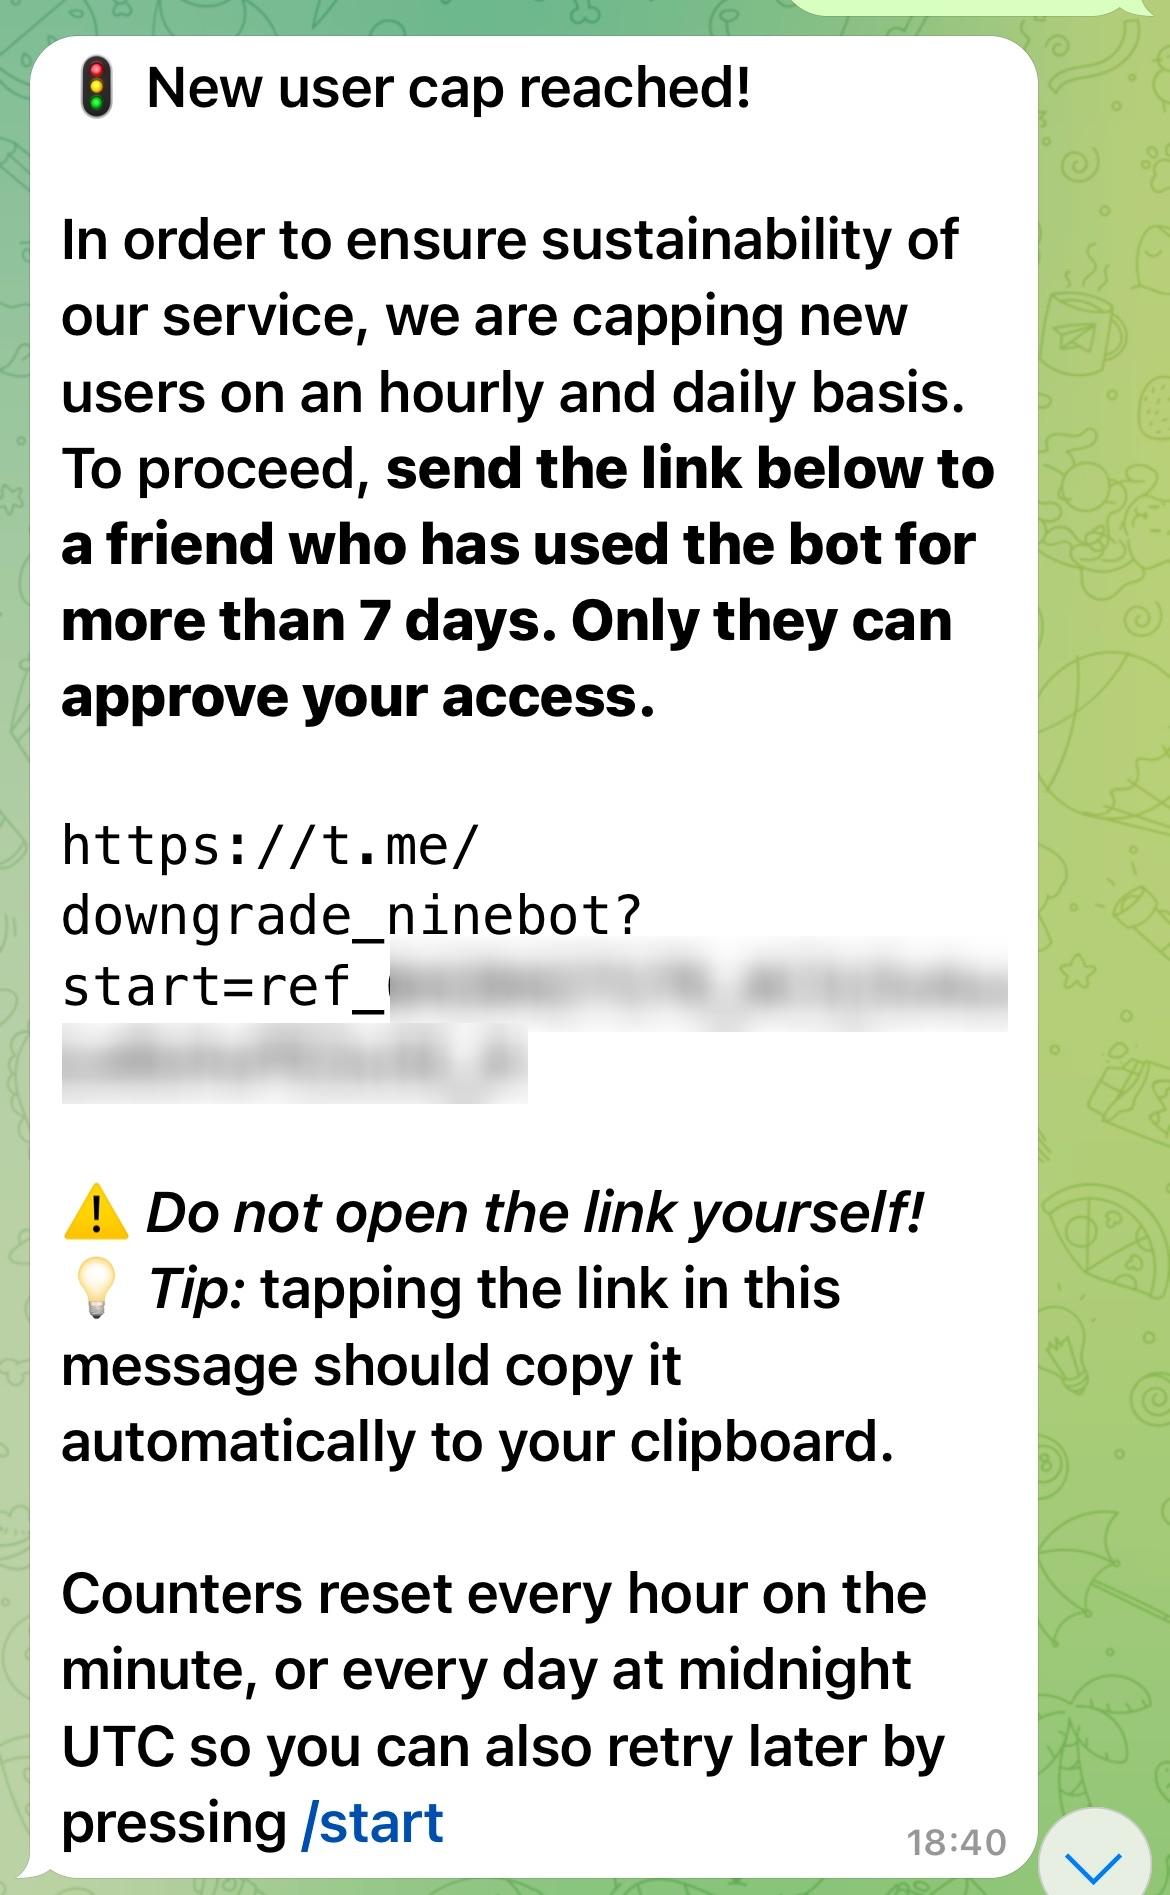 🚦 New user cap reached!
In order to ensure sustainability of
our service, we are capping new
users on an hourly and daily basis.
To proceed, send the link below to
a friend who has used the bot for
more than 7 days. Only they can
approve your access.
https://t.me/
downgrade_ninebot?
start=ref_
⚠️ Do not open the link yourself!
💡 Tip: tapping the link in this
message should copy it
automatically to your clipboard.
Counters reset every hour on the
minute, or every day at midnight
UTC so you can also retry later by
pressing /start
18:40